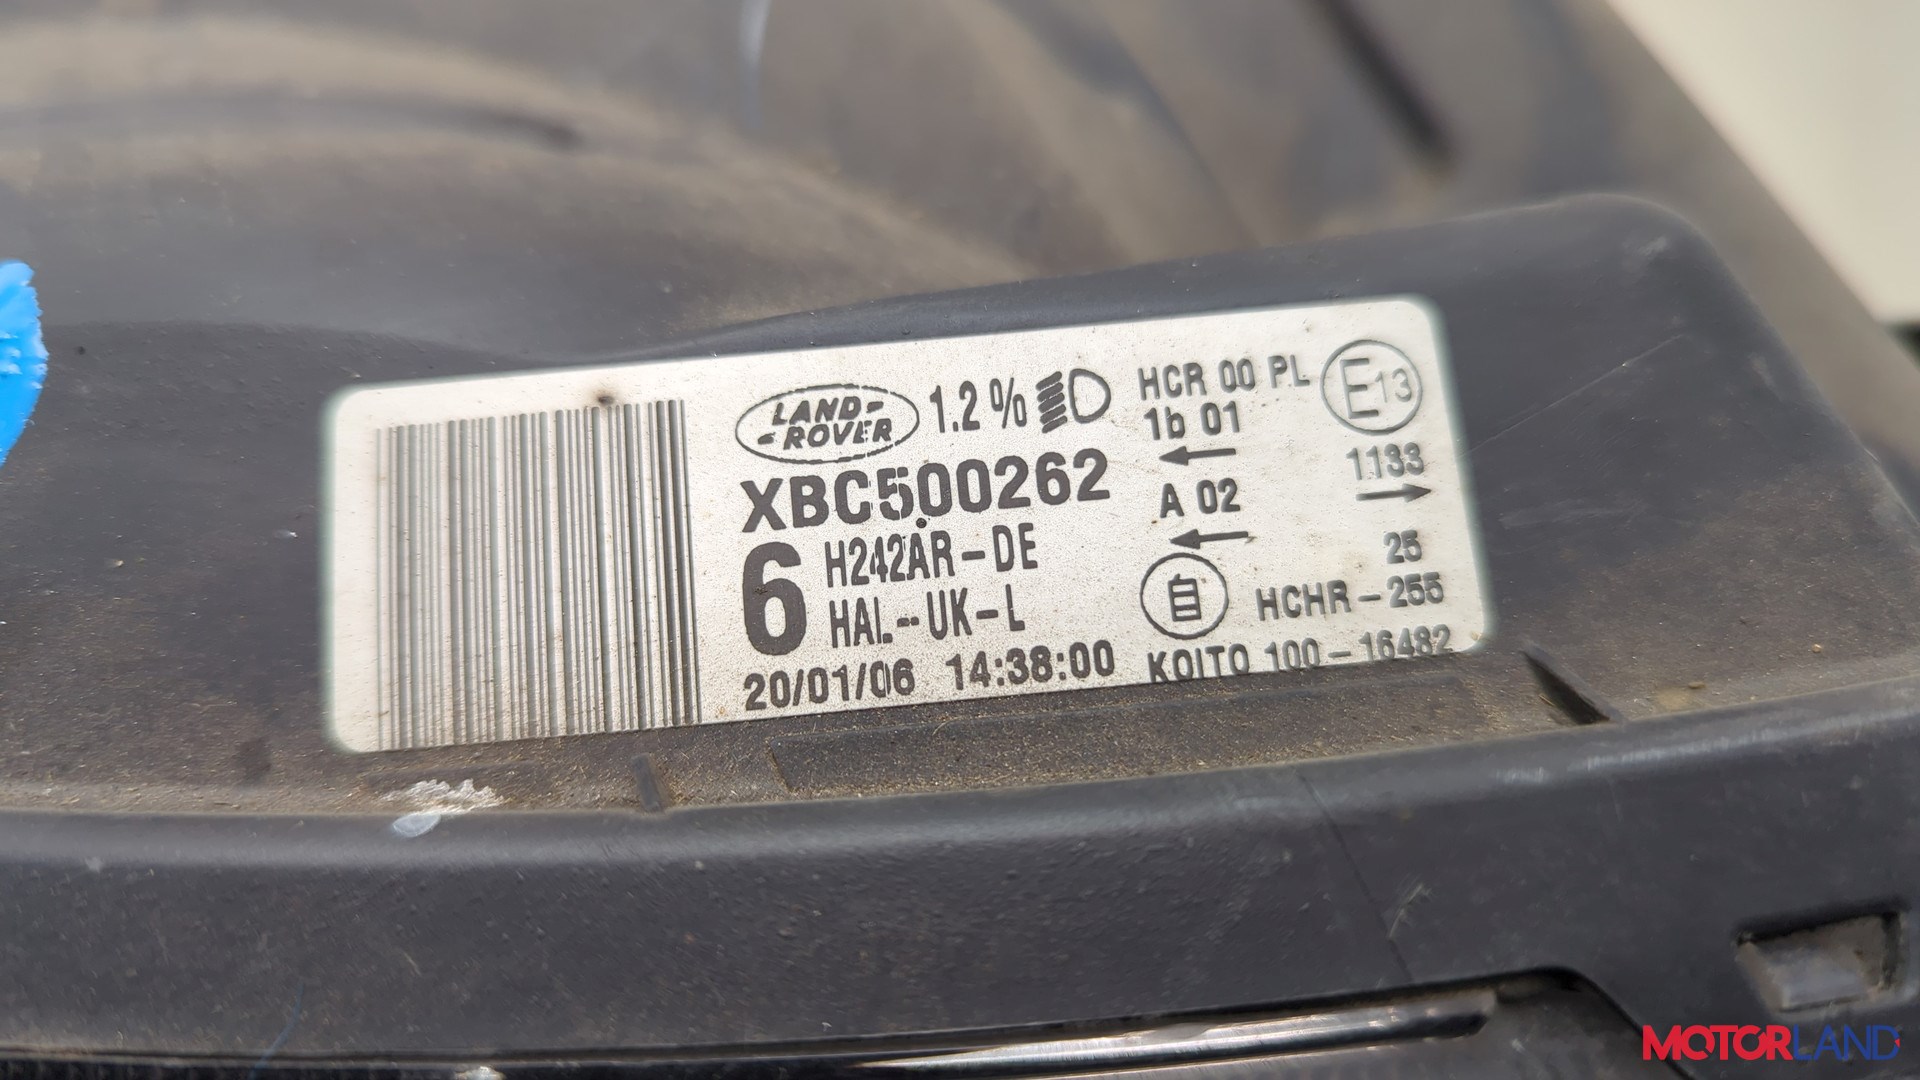 LAND-
-ROVER
1.2 %
XBC500262
6
H242AR-DE
HAL-UK-L
20/01/06 14:38:00
HCR 00 PL
1b 01
A 02
自
E13
1133
25
HCHR-255
KOITO 100-16482
MOTORLAND